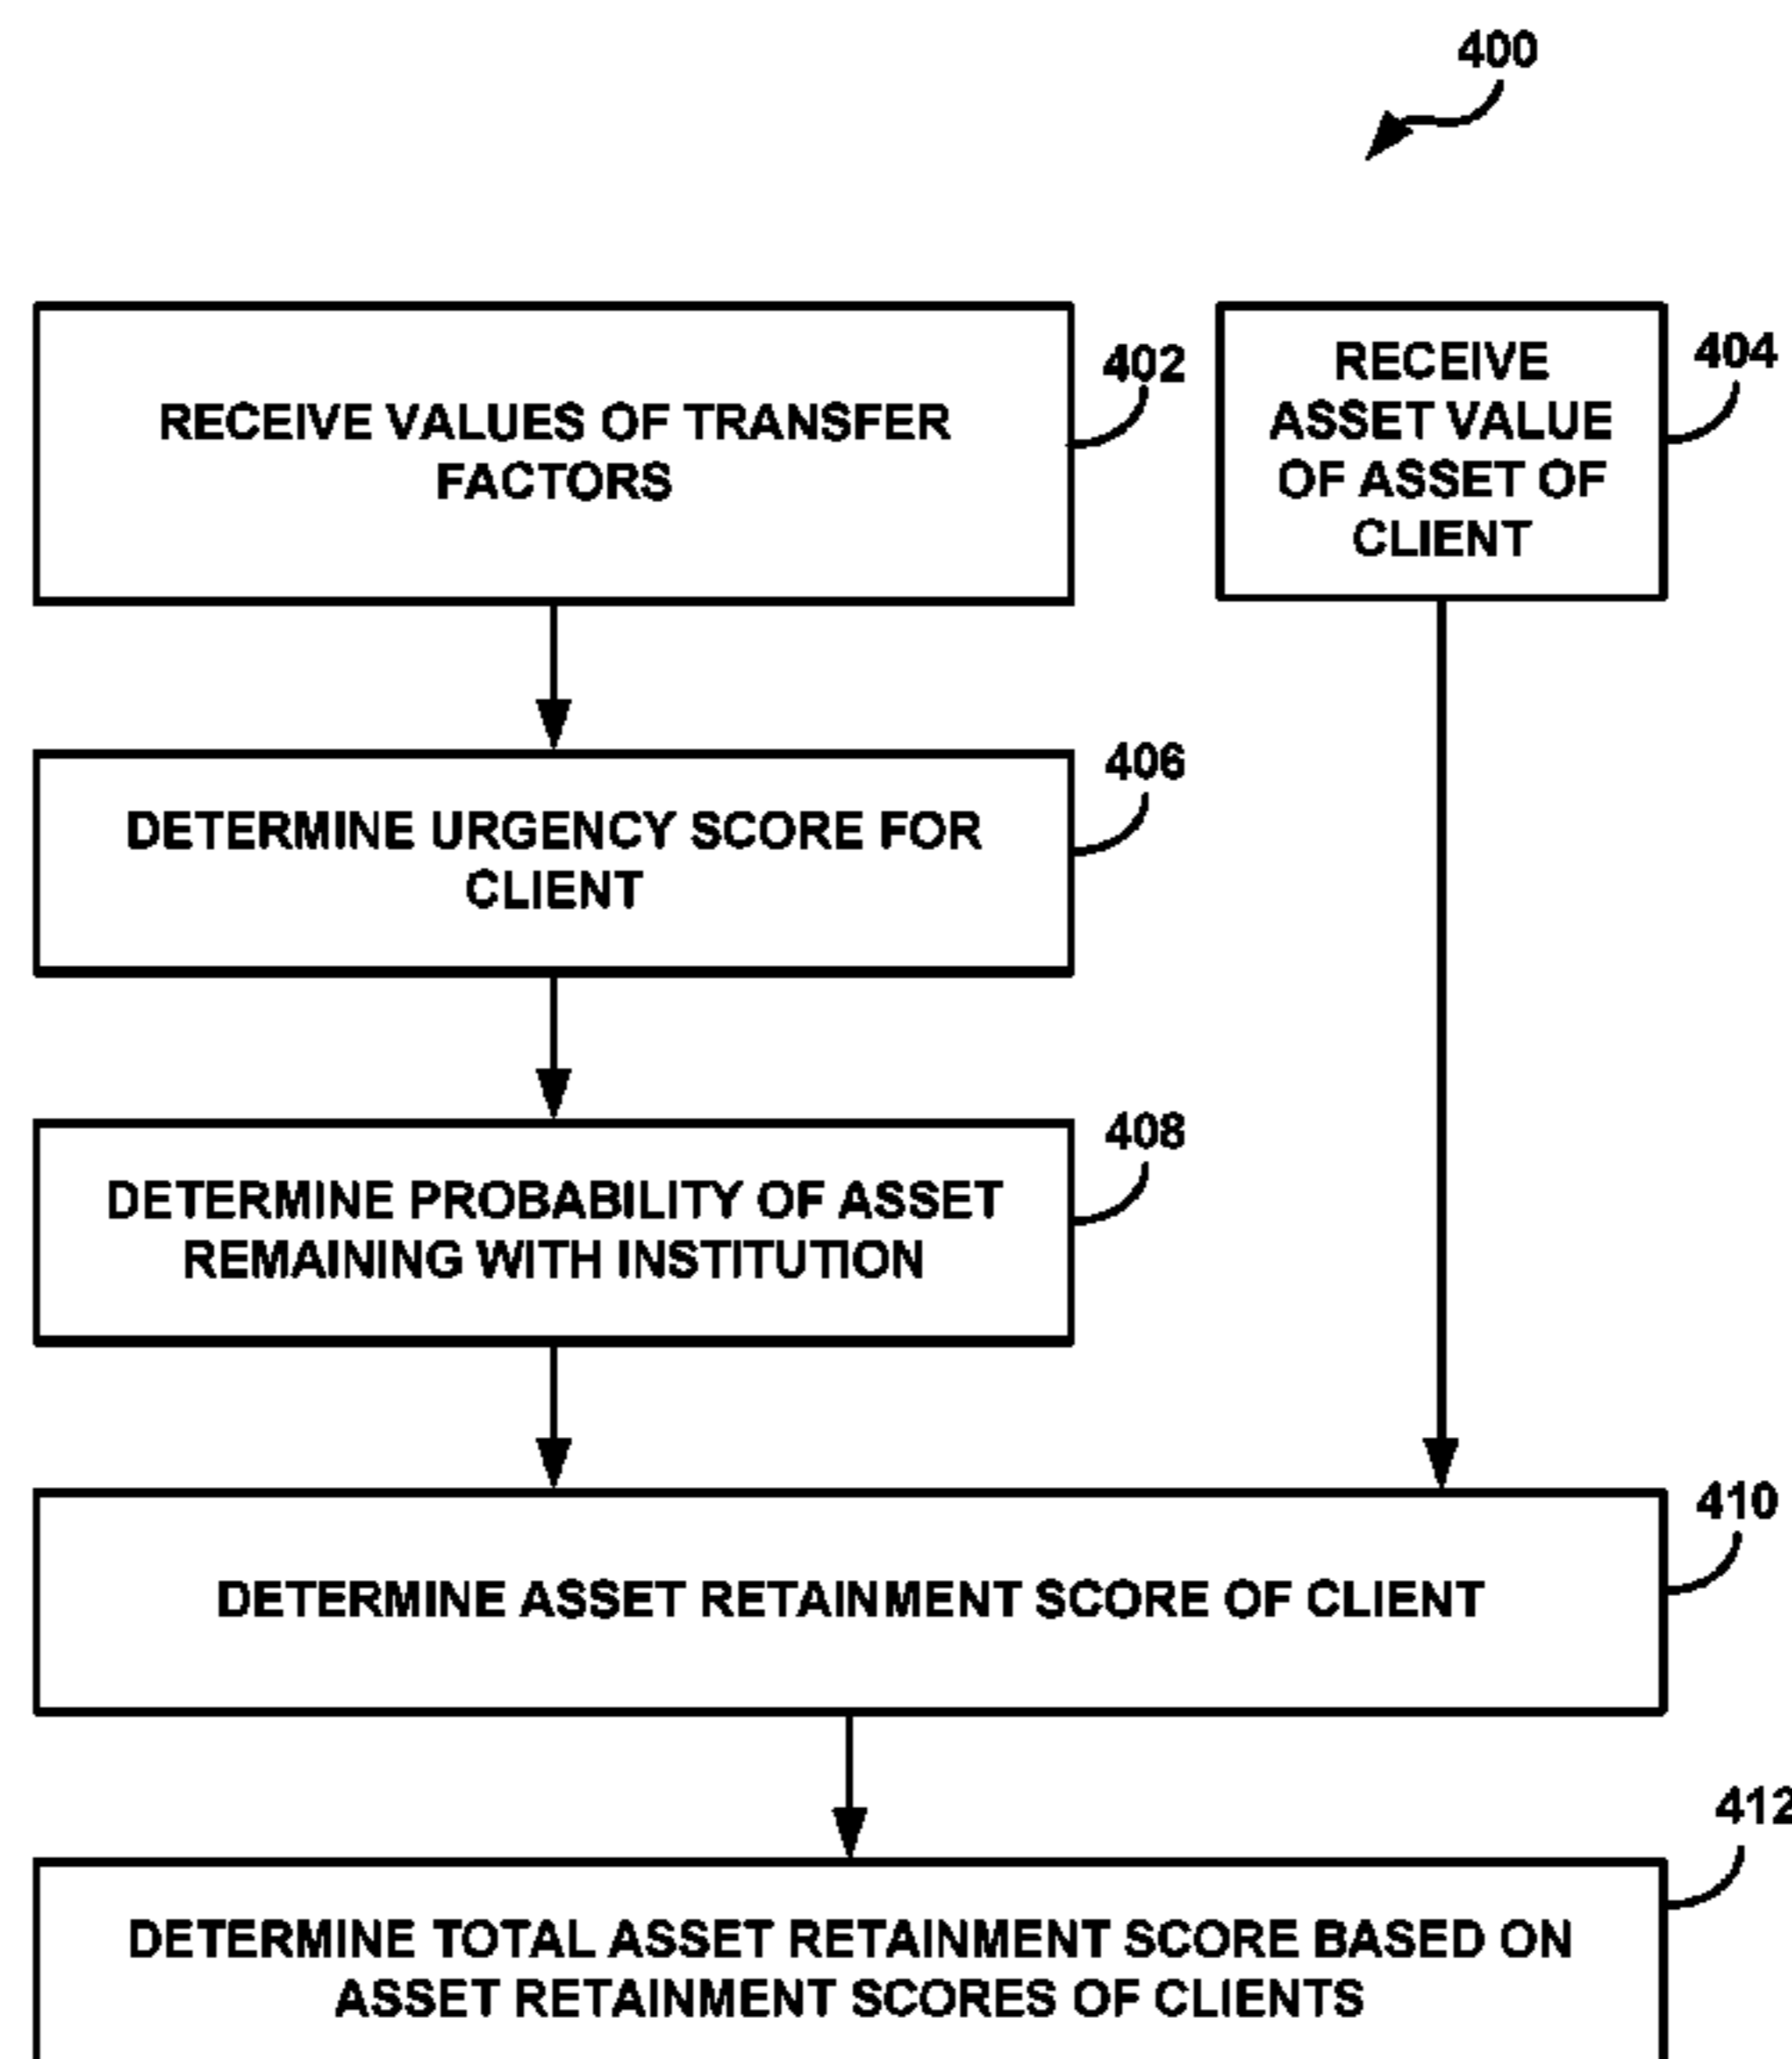 400
RECEIVE VALUES OF TRANSFER
FACTORS
402
RECEIVE
ASSET VALUE
OF ASSET OF
CLIENT
404
DETERMINE URGENCY SCORE FOR
CLIENT
406
DETERMINE PROBABILITY OF ASSET
REMAINING WITH INSTITUTION
408
DETERMINE ASSET RETAINMENT SCORE OF CLIENT
410
DETERMINE TOTAL ASSET RETAINMENT SCORE BASED ON
ASSET RETAINMENT SCORES OF CLIENTS
412